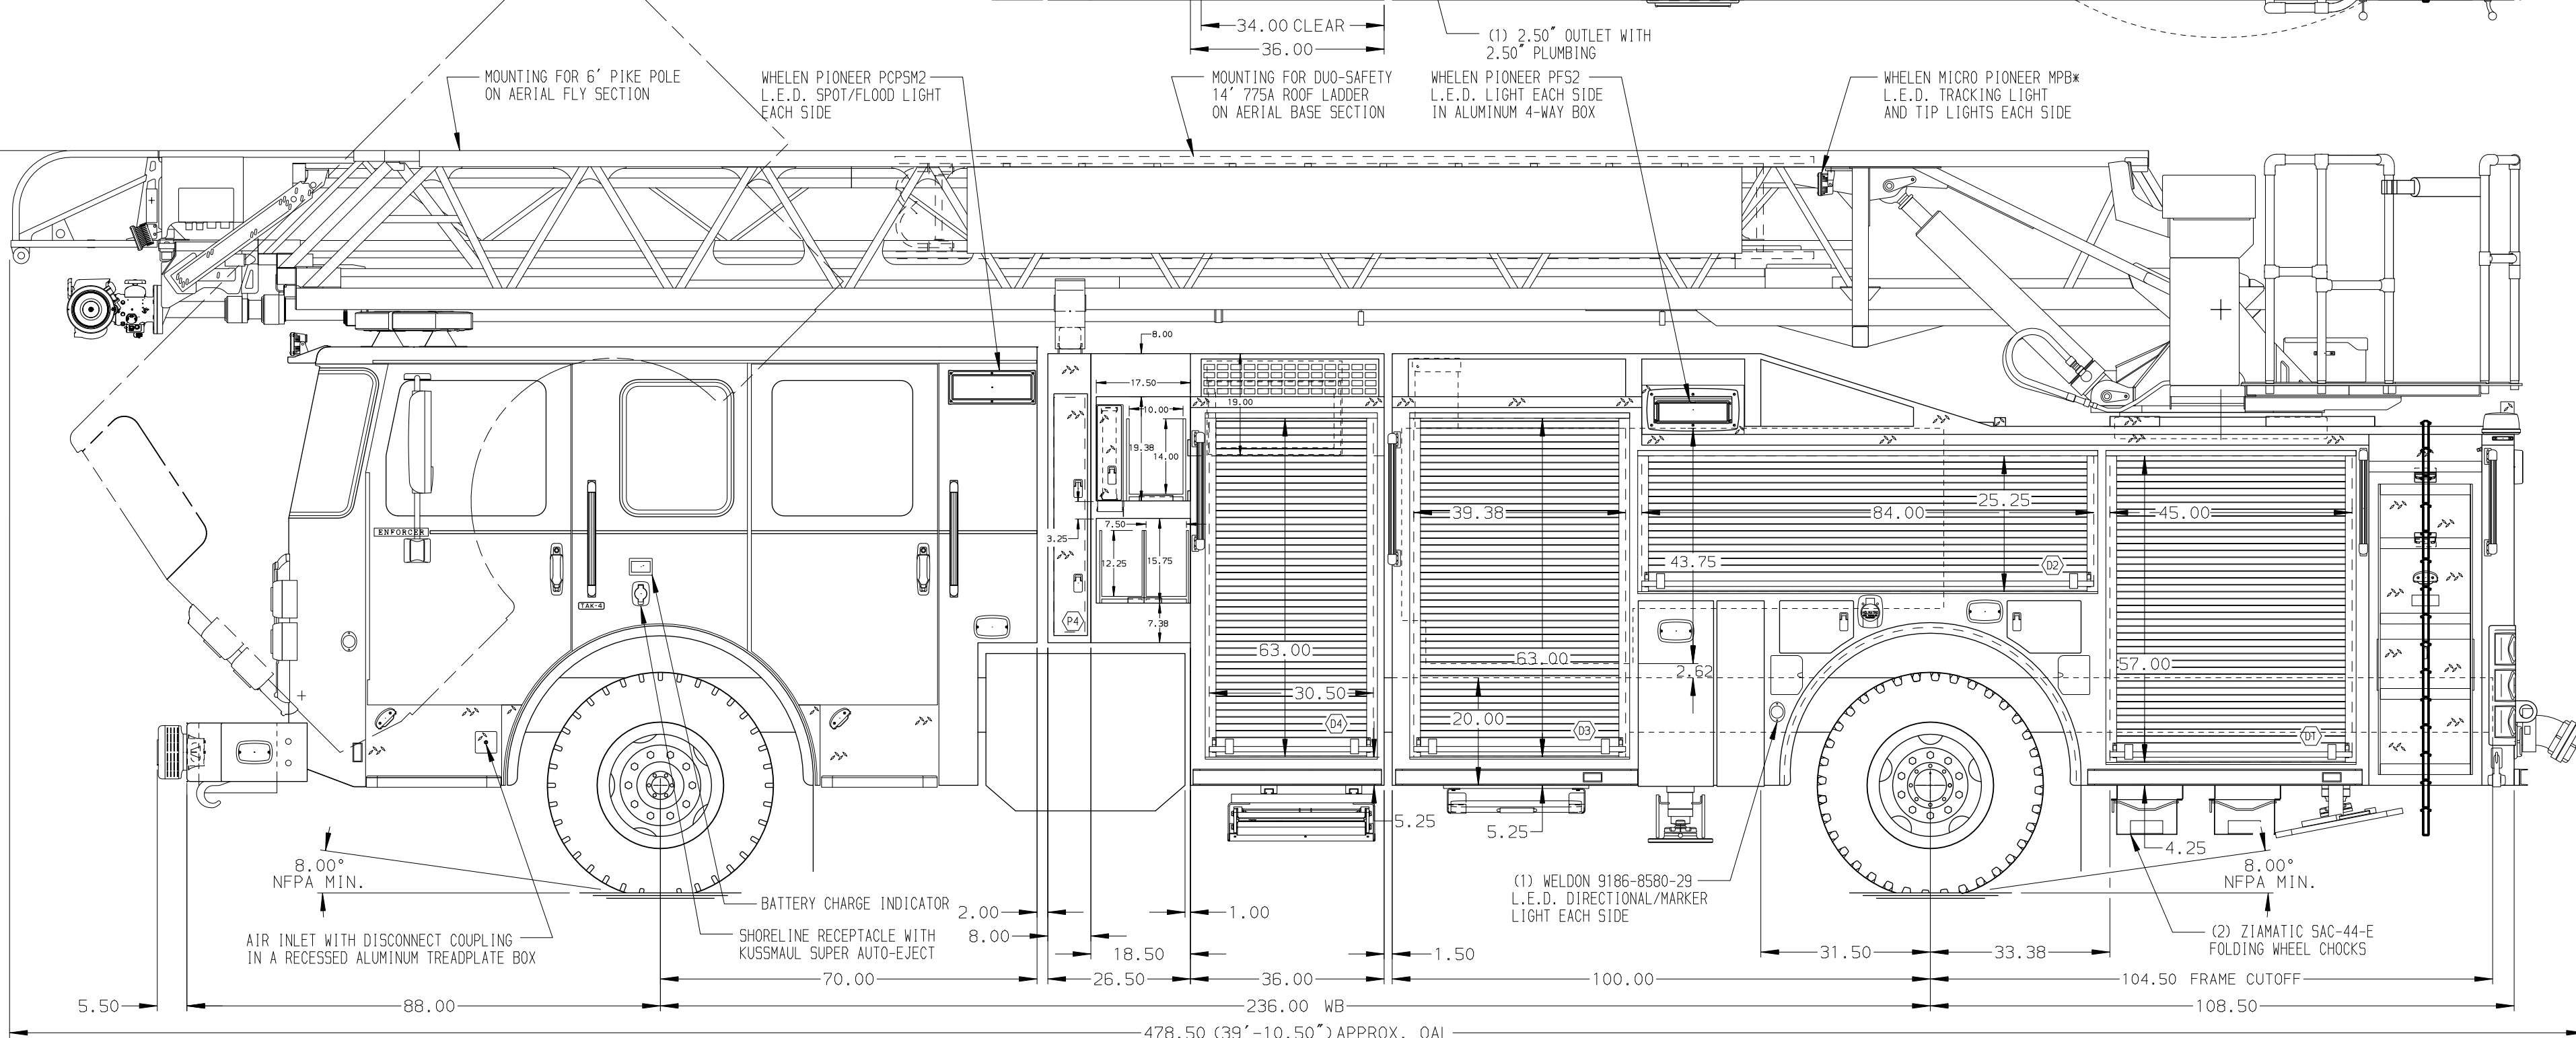 34.00 CLEAR
36.00
(1) 2.50″ OUTLET WITH
2.50″ PLUMBING
MOUNTING FOR 6′ PIKE POLE
ON AERIAL FLY SECTION
WHELEN PIONEER PCPSM2
L.E.D. SPOT/FLOOD LIGHT
EACH SIDE
MOUNTING FOR DUO-SAFETY
14′ 775A ROOF LADDER
ON AERIAL BASE SECTION
WHELEN PIONEER PFS2
L.E.D. LIGHT EACH SIDE
IN ALUMINUM 4-WAY BOX
WHELEN MICRO PIONEER MPB*
L.E.D. TRACKING LIGHT
AND TIP LIGHTS EACH SIDE
8.00
17.50
10.00
19.00
19.38
14.00
7.50
3.25
12.25
15.75
7.38
ENFORCER
TAK-4
P4
39.38
25.25
84.00
45.00
43.75
D2
63.00
63.00
2.62
57.00
30.50
20.00
D4
D3
D1
5.25
5.25
4.25
8.00°
NFPA MIN.
8.00°
NFPA MIN.
BATTERY CHARGE INDICATOR
SHORELINE RECEPTACLE WITH
KUSSMAUL SUPER AUTO-EJECT
AIR INLET WITH DISCONNECT COUPLING
IN A RECESSED ALUMINUM TREADPLATE BOX
(1) WELDON 9186-8580-29
L.E.D. DIRECTIONAL/MARKER
LIGHT EACH SIDE
(2) ZIAMATIC SAC-44-E
FOLDING WHEEL CHOCKS
2.00
1.00
8.00
18.50
1.50
31.50
33.38
70.00
26.50
36.00
100.00
104.50 FRAME CUTOFF
5.50
88.00
236.00 WB
108.50
478.50 (39′-10.50″) APPROX. OAL